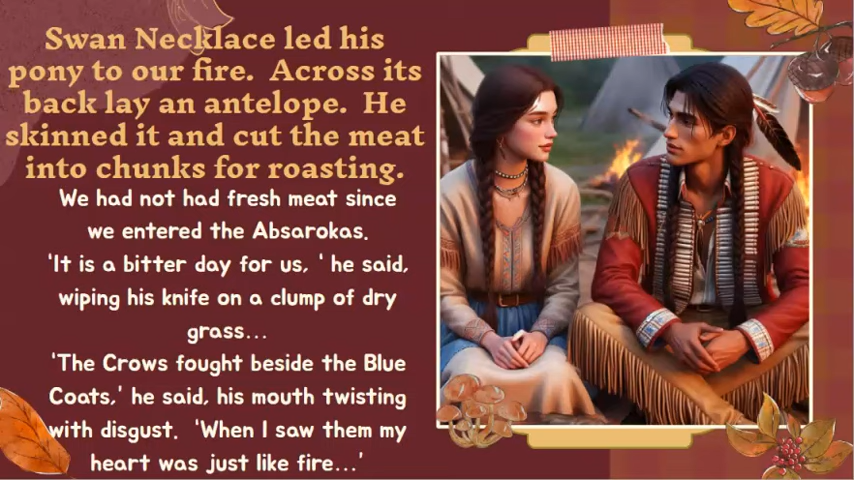 Swan Necklace led his
pony to our fire. Across its
back lay an antelope. He
skinned it and cut the meat
into chunks for roasting.
We had not had fresh meat since
we entered the Absarokas.
'It is a bitter day for us, ' he said,
wiping his knife on a clump of dry
grass...
'The Crows fought beside the Blue
Coats,' he said, his mouth twisting
with disgust. 'When I saw them my
heart was just like fire...'